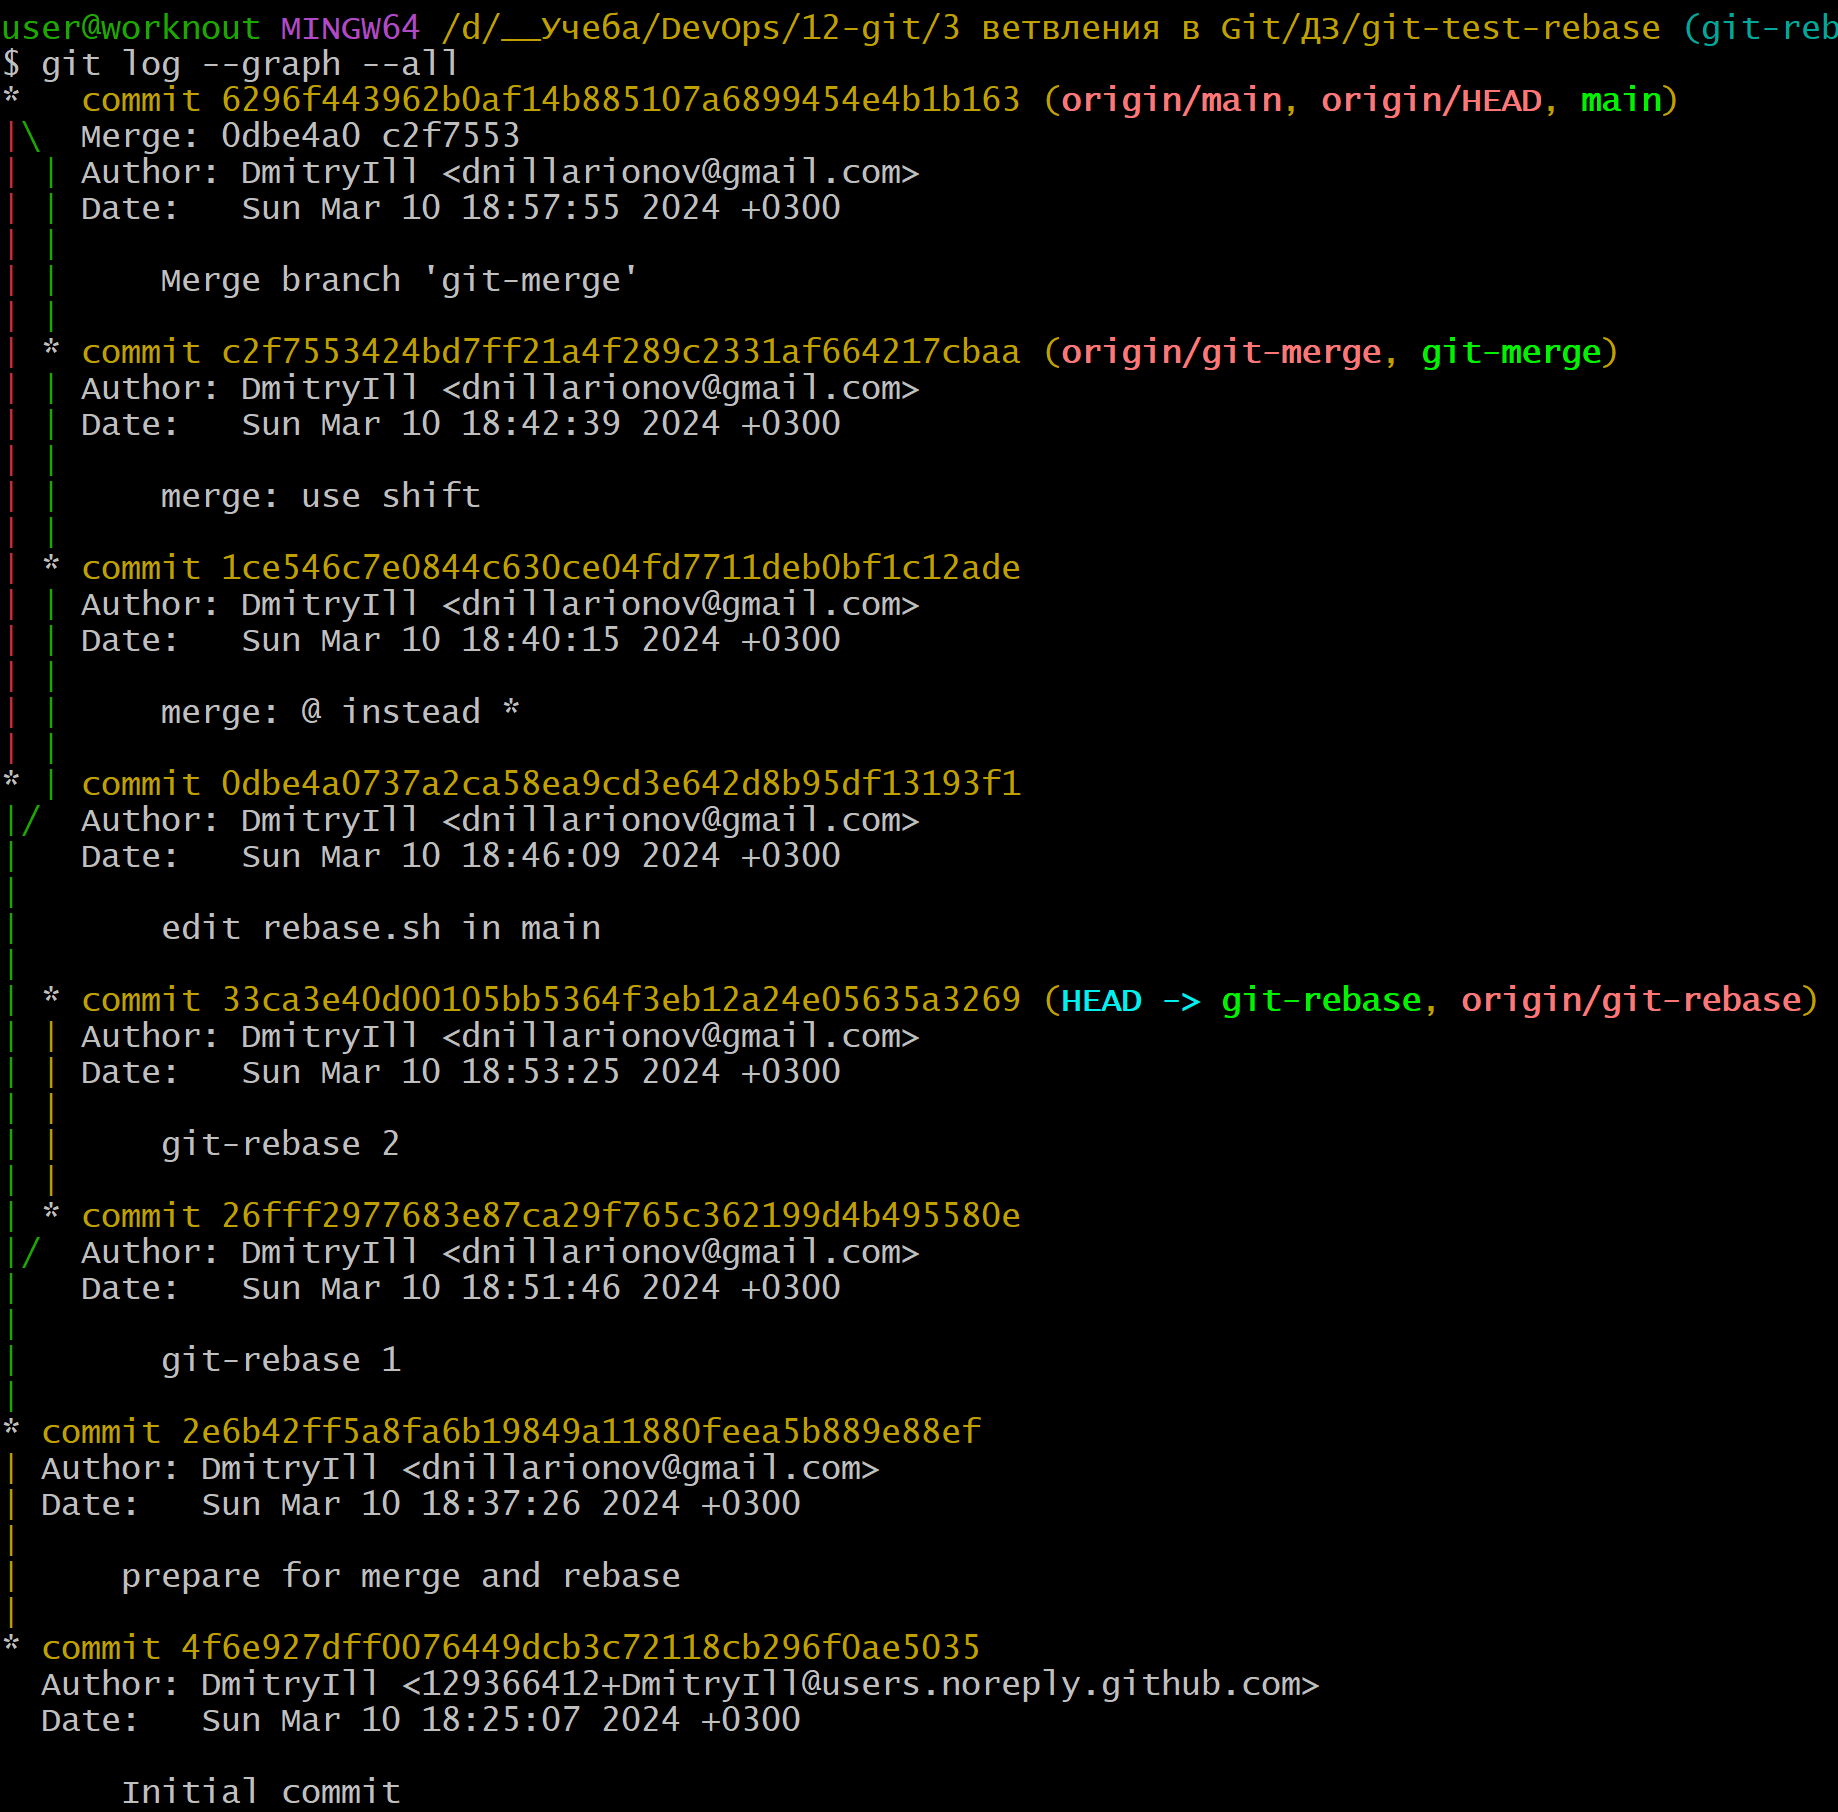 user@worknout MINGW64 /d/__Учеба/DevOps/12-git/3 ветвления в Git/ДЗ/git-test-rebase (git-reb
$ git log --graph --all
*   commit 6296f443962b0af14b885107a6899454e4b1b163 (origin/main, origin/HEAD, main)
|\  Merge: 0dbe4a0 c2f7553
| | Author: DmitryIll <dnillarionov@gmail.com>
| | Date:   Sun Mar 10 18:57:55 2024 +0300
| |
| |     Merge branch 'git-merge'
| |
| * commit c2f7553424bd7ff21a4f289c2331af664217cbaa (origin/git-merge, git-merge)
| | Author: DmitryIll <dnillarionov@gmail.com>
| | Date:   Sun Mar 10 18:42:39 2024 +0300
| |
| |     merge: use shift
| |
| * commit 1ce546c7e0844c630ce04fd7711deb0bf1c12ade
| | Author: DmitryIll <dnillarionov@gmail.com>
| | Date:   Sun Mar 10 18:40:15 2024 +0300
| |
| |     merge: @ instead *
| |
* | commit 0dbe4a0737a2ca58ea9cd3e642d8b95df13193f1
|/  Author: DmitryIll <dnillarionov@gmail.com>
|   Date:   Sun Mar 10 18:46:09 2024 +0300
|
|       edit rebase.sh in main
|
| * commit 33ca3e40d00105bb5364f3eb12a24e05635a3269 (HEAD -> git-rebase, origin/git-rebase)
| | Author: DmitryIll <dnillarionov@gmail.com>
| | Date:   Sun Mar 10 18:53:25 2024 +0300
| |
| |     git-rebase 2
| |
| * commit 26fff2977683e87ca29f765c362199d4b495580e
|/  Author: DmitryIll <dnillarionov@gmail.com>
|   Date:   Sun Mar 10 18:51:46 2024 +0300
|
|       git-rebase 1
|
* commit 2e6b42ff5a8fa6b19849a11880feea5b889e88ef
| Author: DmitryIll <dnillarionov@gmail.com>
| Date:   Sun Mar 10 18:37:26 2024 +0300
|
|     prepare for merge and rebase
|
* commit 4f6e927dff0076449dcb3c72118cb296f0ae5035
  Author: DmitryIll <129366412+DmitryIll@users.noreply.github.com>
  Date:   Sun Mar 10 18:25:07 2024 +0300

      Initial commit